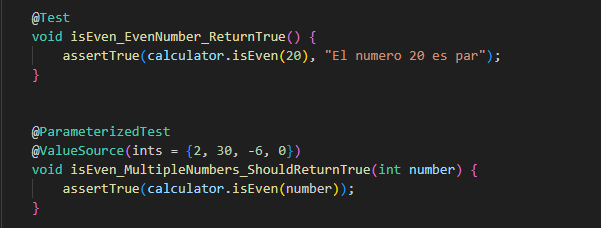 @Test
void isEven_EvenNumber_ReturnTrue() {
assertTrue(calculator.isEven(20), "El numero 20 es par");
}
@ParameterizedTest
@ValueSource(ints = {2, 30, -6, 0})
void isEven_MultipleNumbers_ShouldReturnTrue(int number) {
assertTrue(calculator.isEven(number));
}